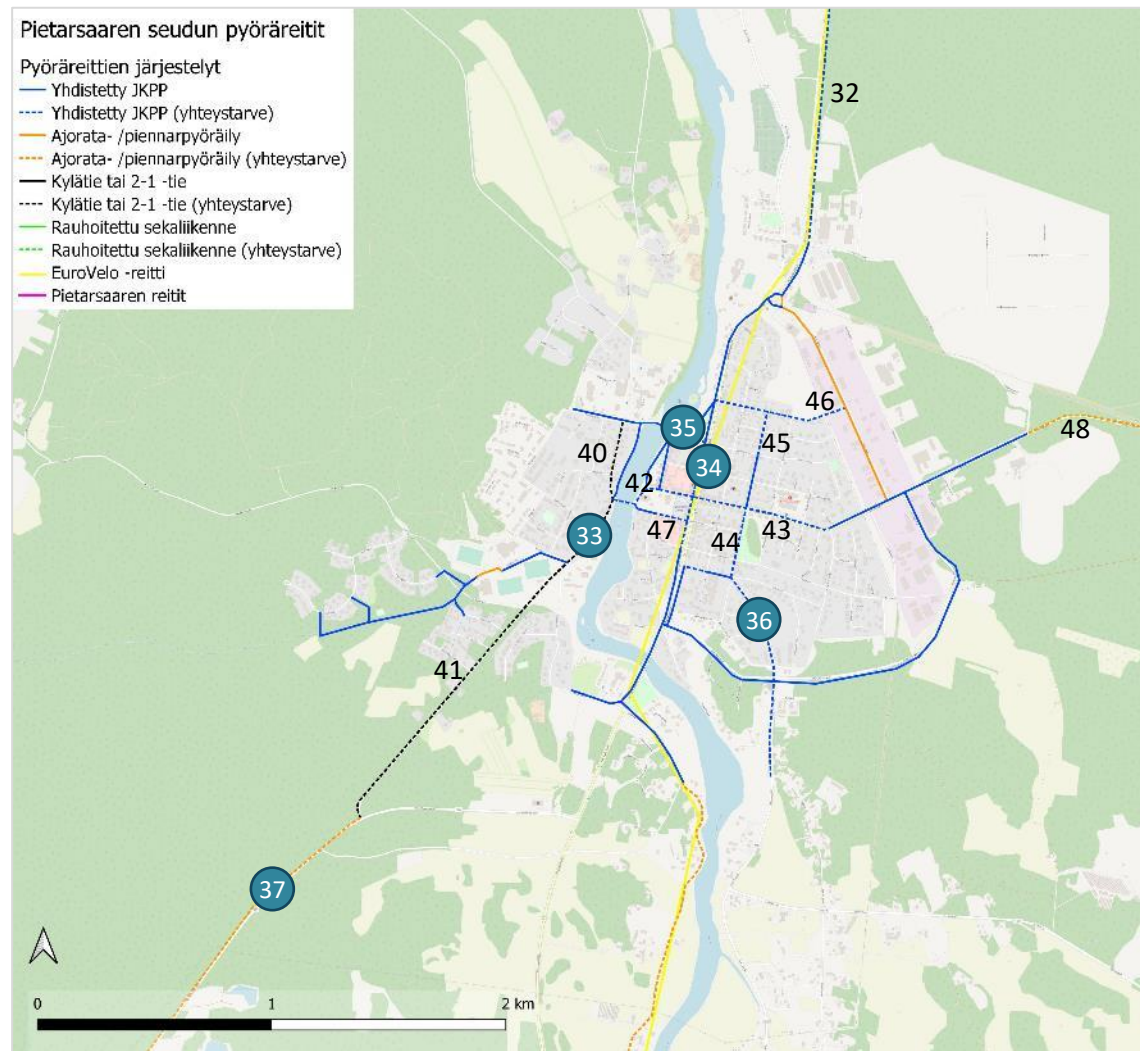 Pietarsaaren seudun pyöräreitit
Pyöräreittien järjestelyt
Yhdistetty JKPP
Yhdistetty JKPP (yhteystarve)
Ajorata- /piennarpyöräily
Ajorata- /piennarpyöräily (yhteystarve)
Kylätie tai 2-1 -tie
Kylätie tai 2-1 -tie (yhteystarve)
Rauhoitettu sekaliikenne
Rauhoitettu sekaliikenne (yhteystarve)
EuroVelo -reitti
Pietarsaaren reitit
32
46
35
48
45
40
34
42
47
44
43
33
36
41
37
0 1 2 km